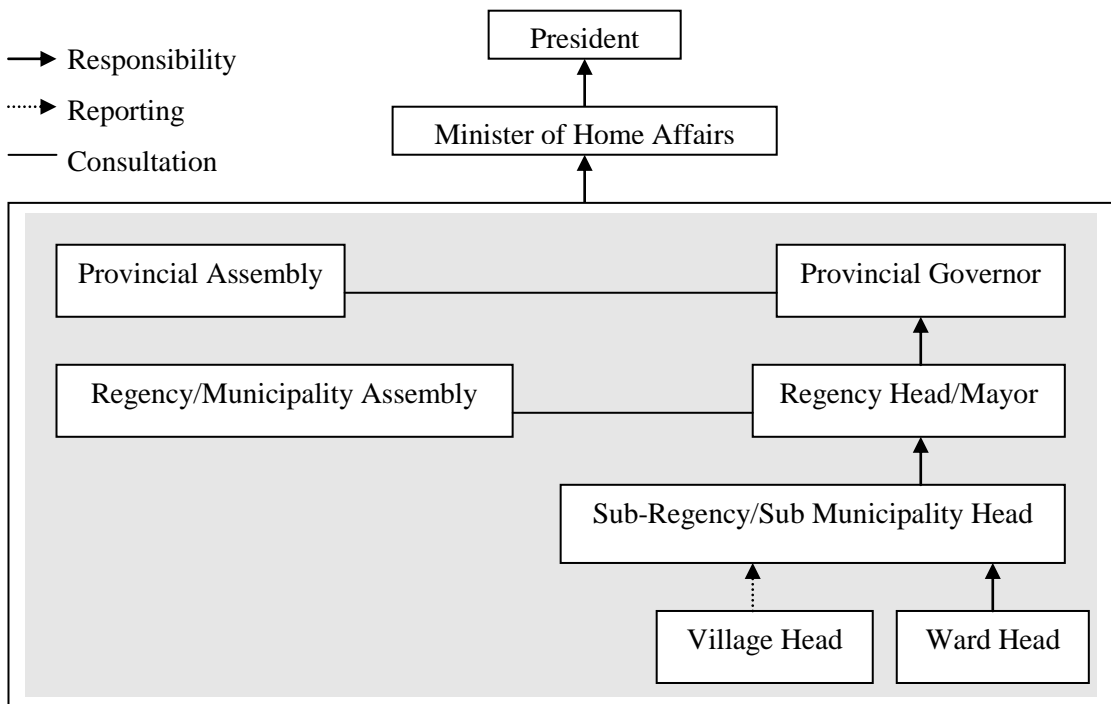 President
Responsibility
Reporting
Minister of Home Affairs
Consultation
Provincial Assembly
Provincial Governor
Regency/Municipality Assembly
Regency Head/Mayor
Sub-Regency/Sub Municipality Head
Village Head
Ward Head